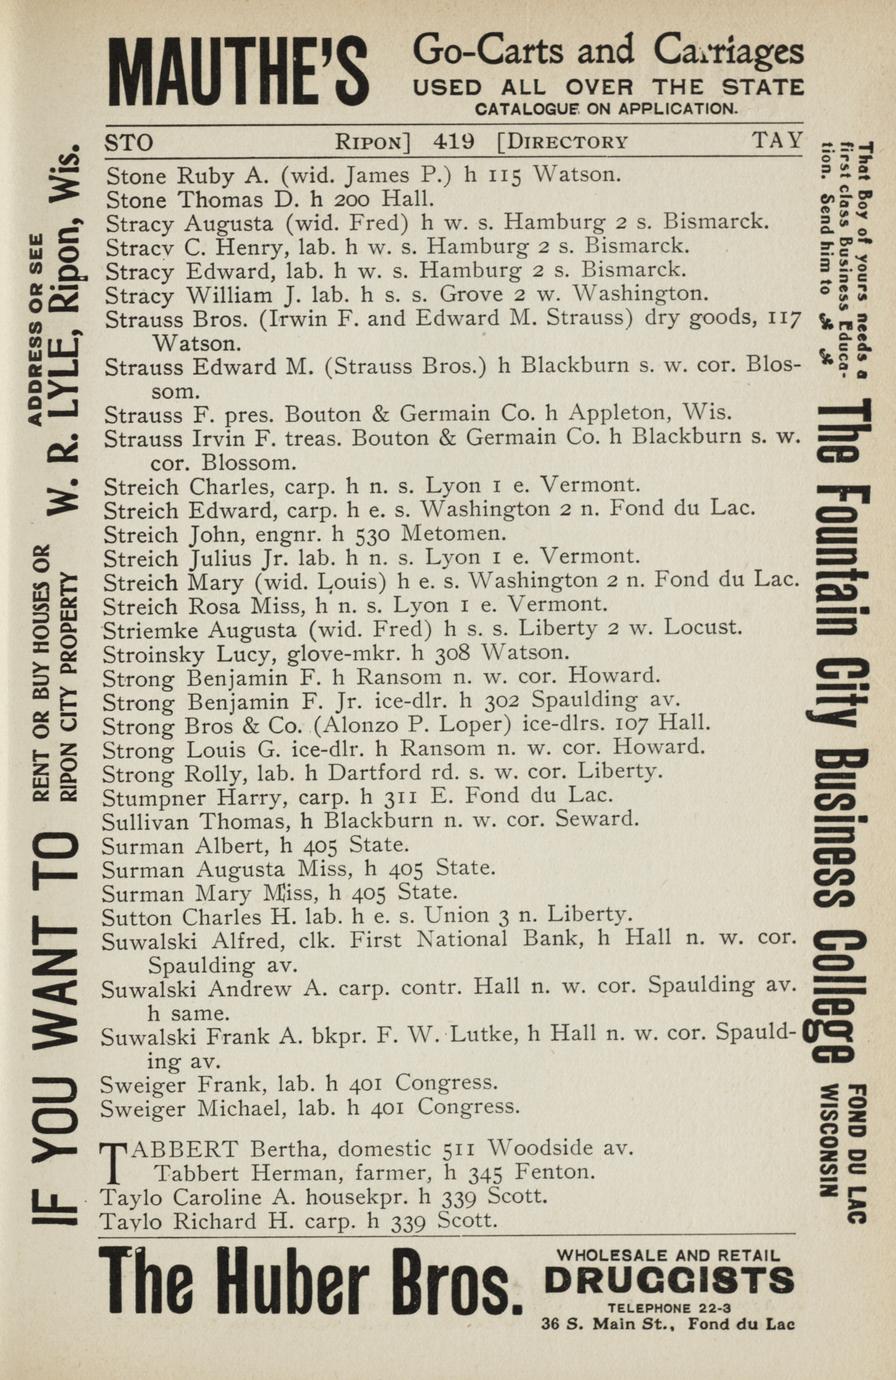 MAUTHE'S
Go-Carts and Carriages
USED ALL OVER THE STATE
CATALOGUE ON APPLICATION.
STO RIPON] 419 [DIRECTORY TAY
Stone Ruby A. (wid. James P.) h 115 Watson.
Stone Thomas D. h 200 Hall.
Stracy Augusta (wid. Fred) h w. s. Hamburg 2 s. Bismarck.
Stracy C. Henry, lab. h w. s. Hamburg 2 s. Bismarck.
Stracy Edward, lab. h w. s. Hamburg 2 s. Bismarck.
Stracy William J. lab. h s. s. Grove 2 w. Washington.
Strauss Bros. (Irwin F. and Edward M. Strauss) dry goods, 117
Watson.
Strauss Edward M. (Strauss Bros.) h Blackburn s. w. cor. Blos-
som.
Strauss F. pres. Bouton & Germain Co. h Appleton, Wis.
Strauss Irvin F. treas. Bouton & Germain Co. h Blackburn s. w.
cor. Blossom.
Streich Charles, carp. h n. s. Lyon 1 e. Vermont.
Streich Edward, carp. h e. s. Washington 2 n. Fond du Lac.
Streich John, engnr. h 530 Metomen.
Streich Julius Jr. lab. h n. s. Lyon 1 e. Vermont.
Streich Mary (wid. Louis) h e. s. Washington 2 n. Fond du Lac.
Streich Rosa Miss, h n. s. Lyon 1 e. Vermont.
Striemke Augusta (wid. Fred) h s. s. Liberty 2 w. Locust.
Stroinsky Lucy, glove-mkr. h 308 Watson.
Strong Benjamin F. h Ransom n. w. cor. Howard.
Strong Benjamin F. Jr. ice-dlr. h 302 Spaulding av.
Strong Bros & Co. (Alonzo P. Loper) ice-dlrs. 107 Hall.
Strong Louis G. ice-dlr. h Ransom n. w. cor. Howard.
Strong Rolly, lab. h Dartford rd. s. w. cor. Liberty.
Stumpner Harry, carp. h 311 E. Fond du Lac.
Sullivan Thomas, h Blackburn n. w. cor. Seward.
Surman Albert, h 405 State.
Surman Augusta Miss, h 405 State.
Surman Mary Miss, h 405 State.
Sutton Charles H. lab. h e. s. Union 3 n. Liberty.
Suwalski Alfred, clk. First National Bank, h Hall n. w. cor.
Spaulding av.
Suwalski Andrew A. carp. contr. Hall n. w. cor. Spaulding av.
h same.
Suwalski Frank A. bkpr. F. W. Lutke, h Hall n. w. cor. Spauld-
ing av.
Sweiger Frank, lab. h 401 Congress.
Sweiger Michael, lab. h 401 Congress.
TABBERT Bertha, domestic 511 Woodside av.
Tabbert Herman, farmer, h 345 Fenton.
Taylo Caroline A. housekpr. h 339 Scott.
Taylo Richard H. carp. h 339 Scott.
The Huber Bros.
WHOLESALE AND RETAIL
DRUGGISTS
TELEPHONE 22-3
36 S. Main St., Fond du Lac
IF YOU WANT TO
RENT OR BUY HOUSES OR
RIPON CITY PROPERTY
ADDRESS OR SEE
W. R. LYLE, Ripon, Wis.
That Boy of yours needs a
first class Business Educa-
tion. Send him to
The Fountain City Business College
FOND DU LAC
WISCONSIN